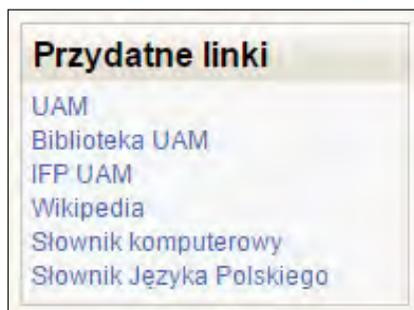 Przydatne linki
UAM
Biblioteka UAM
IFP UAM
Wikipedia
Słownik komputerowy
Słownik Języka Polskiego